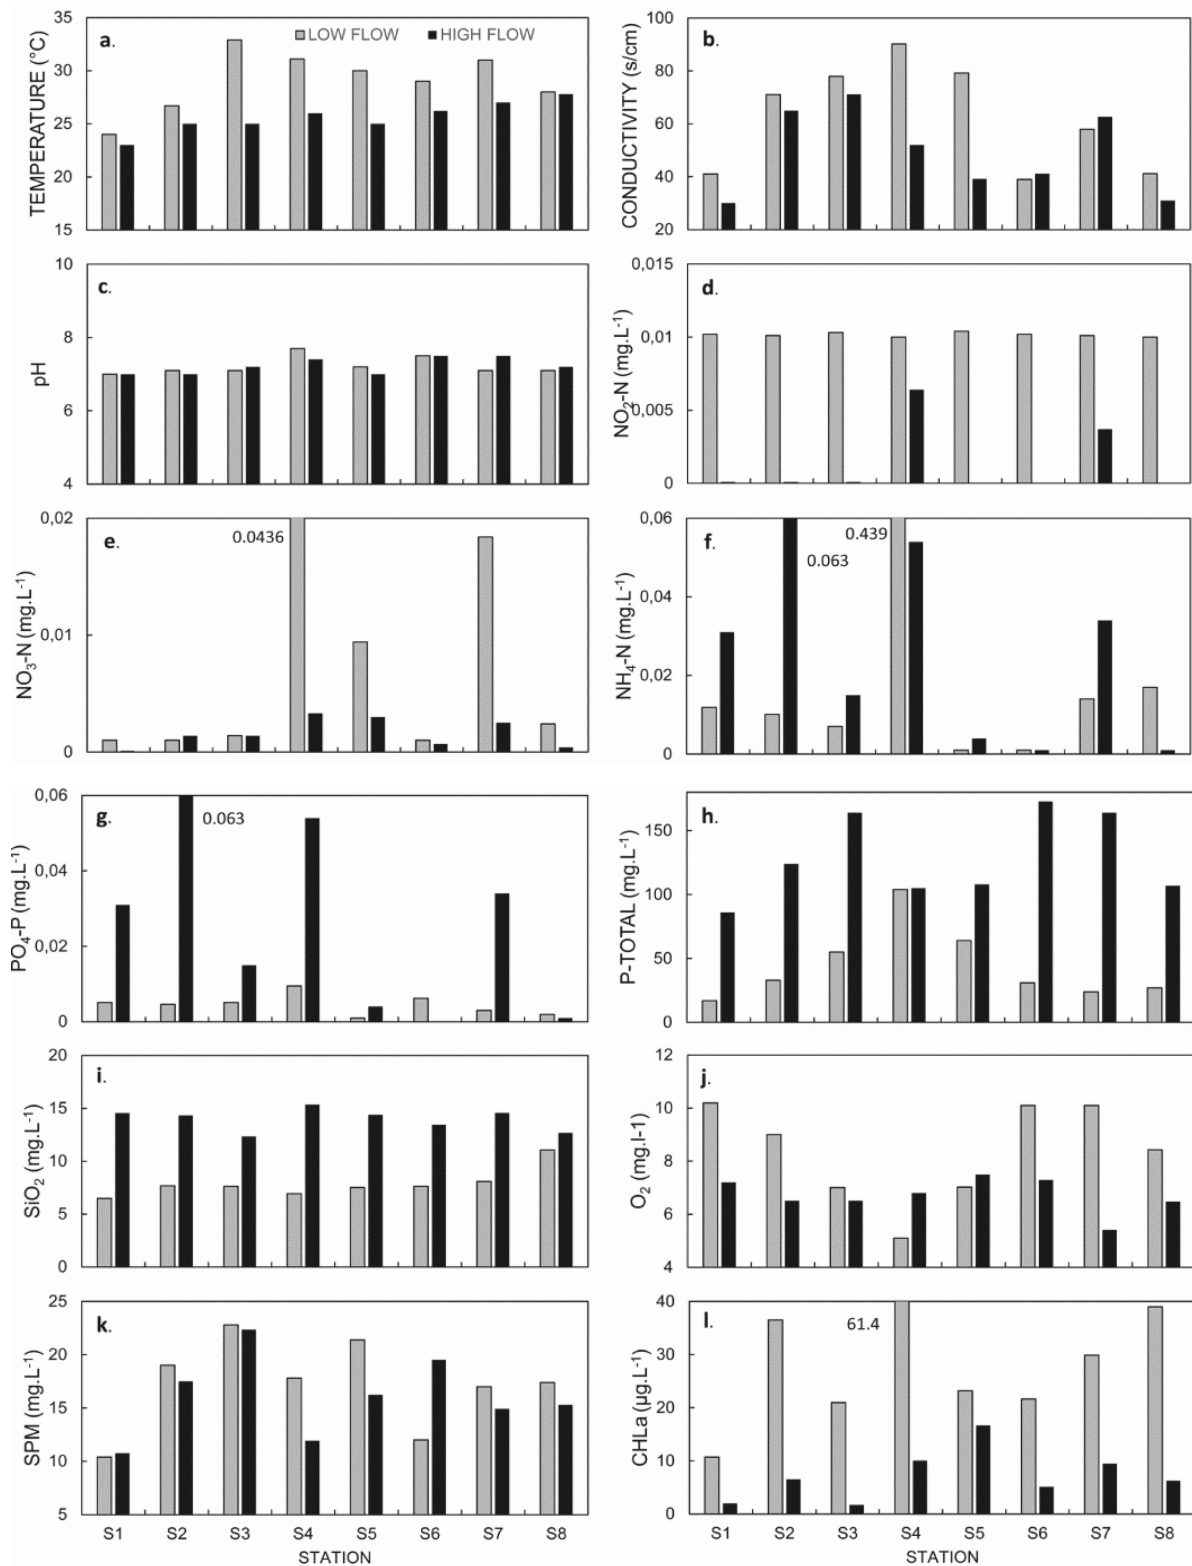 a.
LOW FLOW HIGH FLOW
TEMPERATURE (°C)
35
30
25
20
15
b.
CONDUCTIVITY (s/cm)
100
80
60
40
20
c.
pH
10
8
6
4
d.
NO2-N (mg.L-1)
0,015
0,01
0,005
0
e.
0.0436
NO3-N (mg.L-1)
0,02
0,01
0
f.
0.439
0.063
NH4-N (mg.L-1)
0,06
0,04
0,02
0
g.
0.063
PO4-P (mg.L-1)
0,06
0,04
0,02
0
h.
P-TOTAL (mg.L-1)
150
100
50
0
i.
SiO2 (mg.L-1)
20
15
10
5
0
j.
O2 (mg.l-1)
12
10
8
6
4
k.
SPM (mg.L-1)
25
20
15
10
5
S1 S2 S3 S4 S5 S6 S7 S8
STATION
l.
61.4
CHLa (µg.L-1)
40
30
20
10
0
S1 S2 S3 S4 S5 S6 S7 S8
STATION